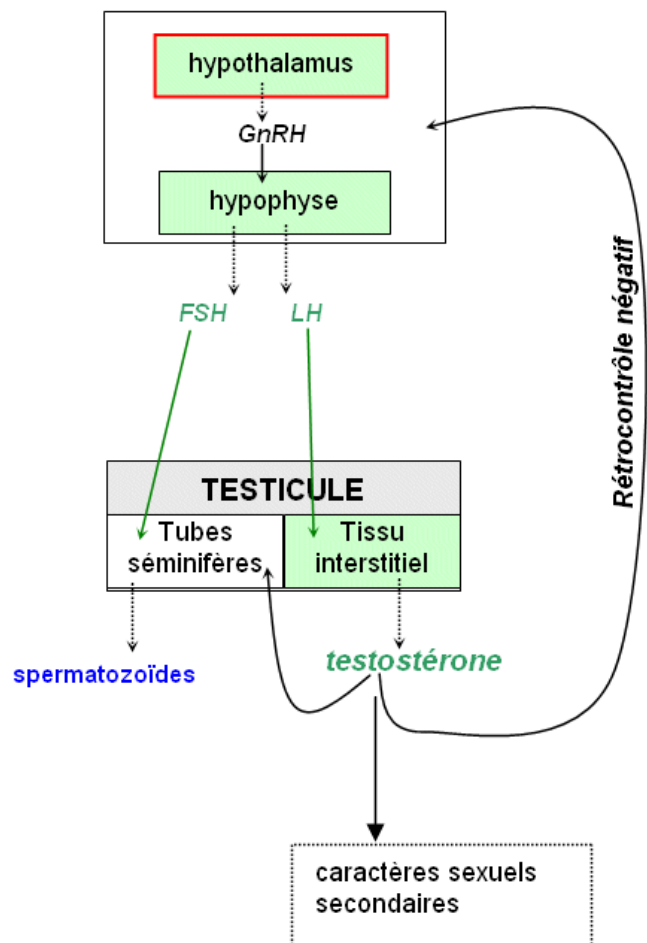 hypothalamus
GnRH
hypophyse
FSH
LH
Rétrocontrôle négatif
TESTICULE
Tubes
séminifères
Tissu
interstitiel
spermatozoïdes
testostérone
caractères sexuels
secondaires